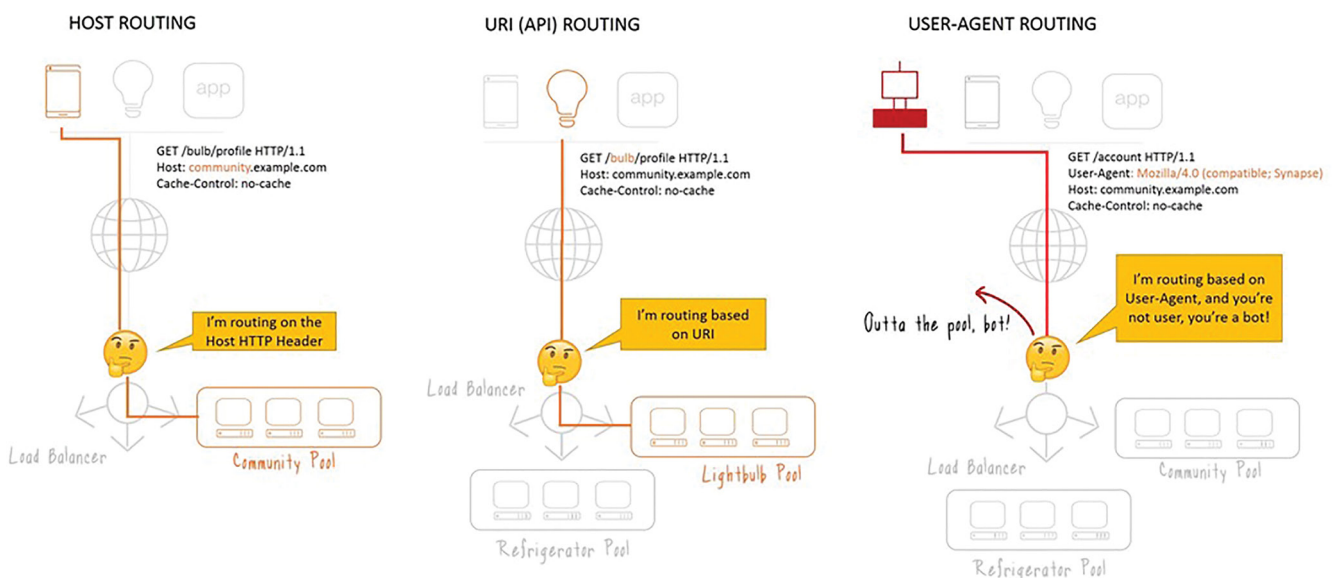 HOST ROUTING
app
GET /bulb/profile HTTP/1.1
Host: community.example.com
Cache-Control: no-cache
I'm routing on the
Host HTTP Header
Load Balancer
Community Pool
URI (API) ROUTING
app
GET /bulb/profile HTTP/1.1
Host: community.example.com
Cache-Control: no-cache
I'm routing based
on URI
Load Balancer
Lightbulb Pool
Refrigerator Pool
USER-AGENT ROUTING
app
GET /account HTTP/1.1
User-Agent: Mozilla/4.0 (compatible; Synapse)
Host: community.example.com
Cache-Control: no-cache
I'm routing based on
User-Agent, and you're
not user, you're a bot!
Outta the pool, bot!
Load Balancer
Community Pool
Refrigerator Pool